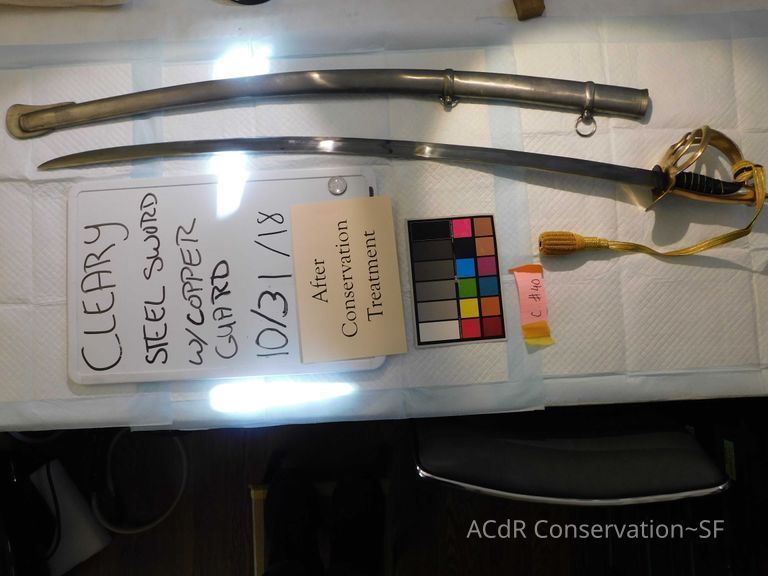 CLEARY
STEEL SWORD
W/COPPER
GUARD
10/31/18
After
Conservation
Treatment
C #40
ACdR Conservation~SF